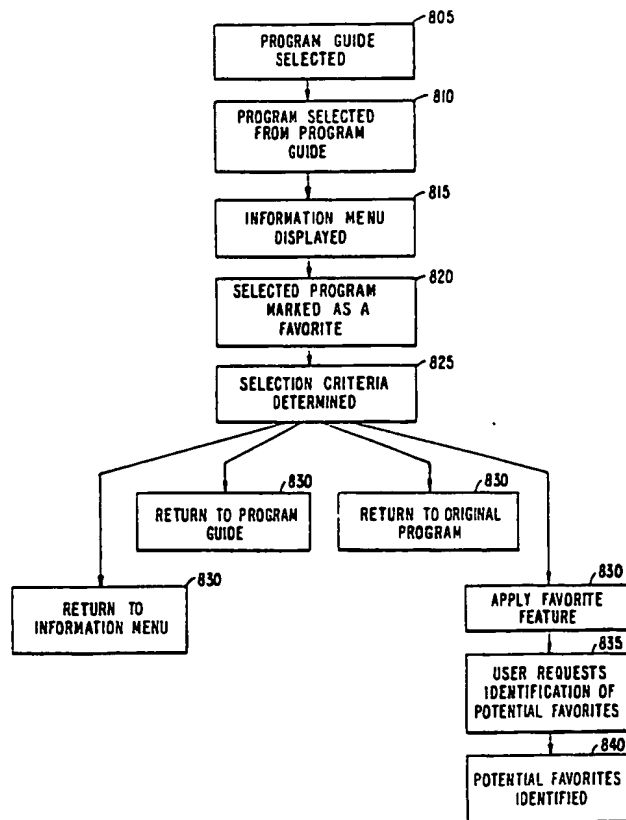 805
PROGRAM GUIDE
SELECTED
810
PROGRAM SELECTED
FROM PROGRAM
GUIDE
815
INFORMATION MENU
DISPLAYED
820
SELECTED PROGRAM
MARKED AS A
FAVORITE
825
SELECTION CRITERIA
DETERMINED
830
RETURN TO
INFORMATION MENU
830
RETURN TO PROGRAM
GUIDE
830
RETURN TO ORIGINAL
PROGRAM
830
APPLY FAVORITE
FEATURE
835
USER REQUESTS
IDENTIFICATION OF
POTENTIAL FAVORITES
840
POTENTIAL FAVORITES
IDENTIFIED